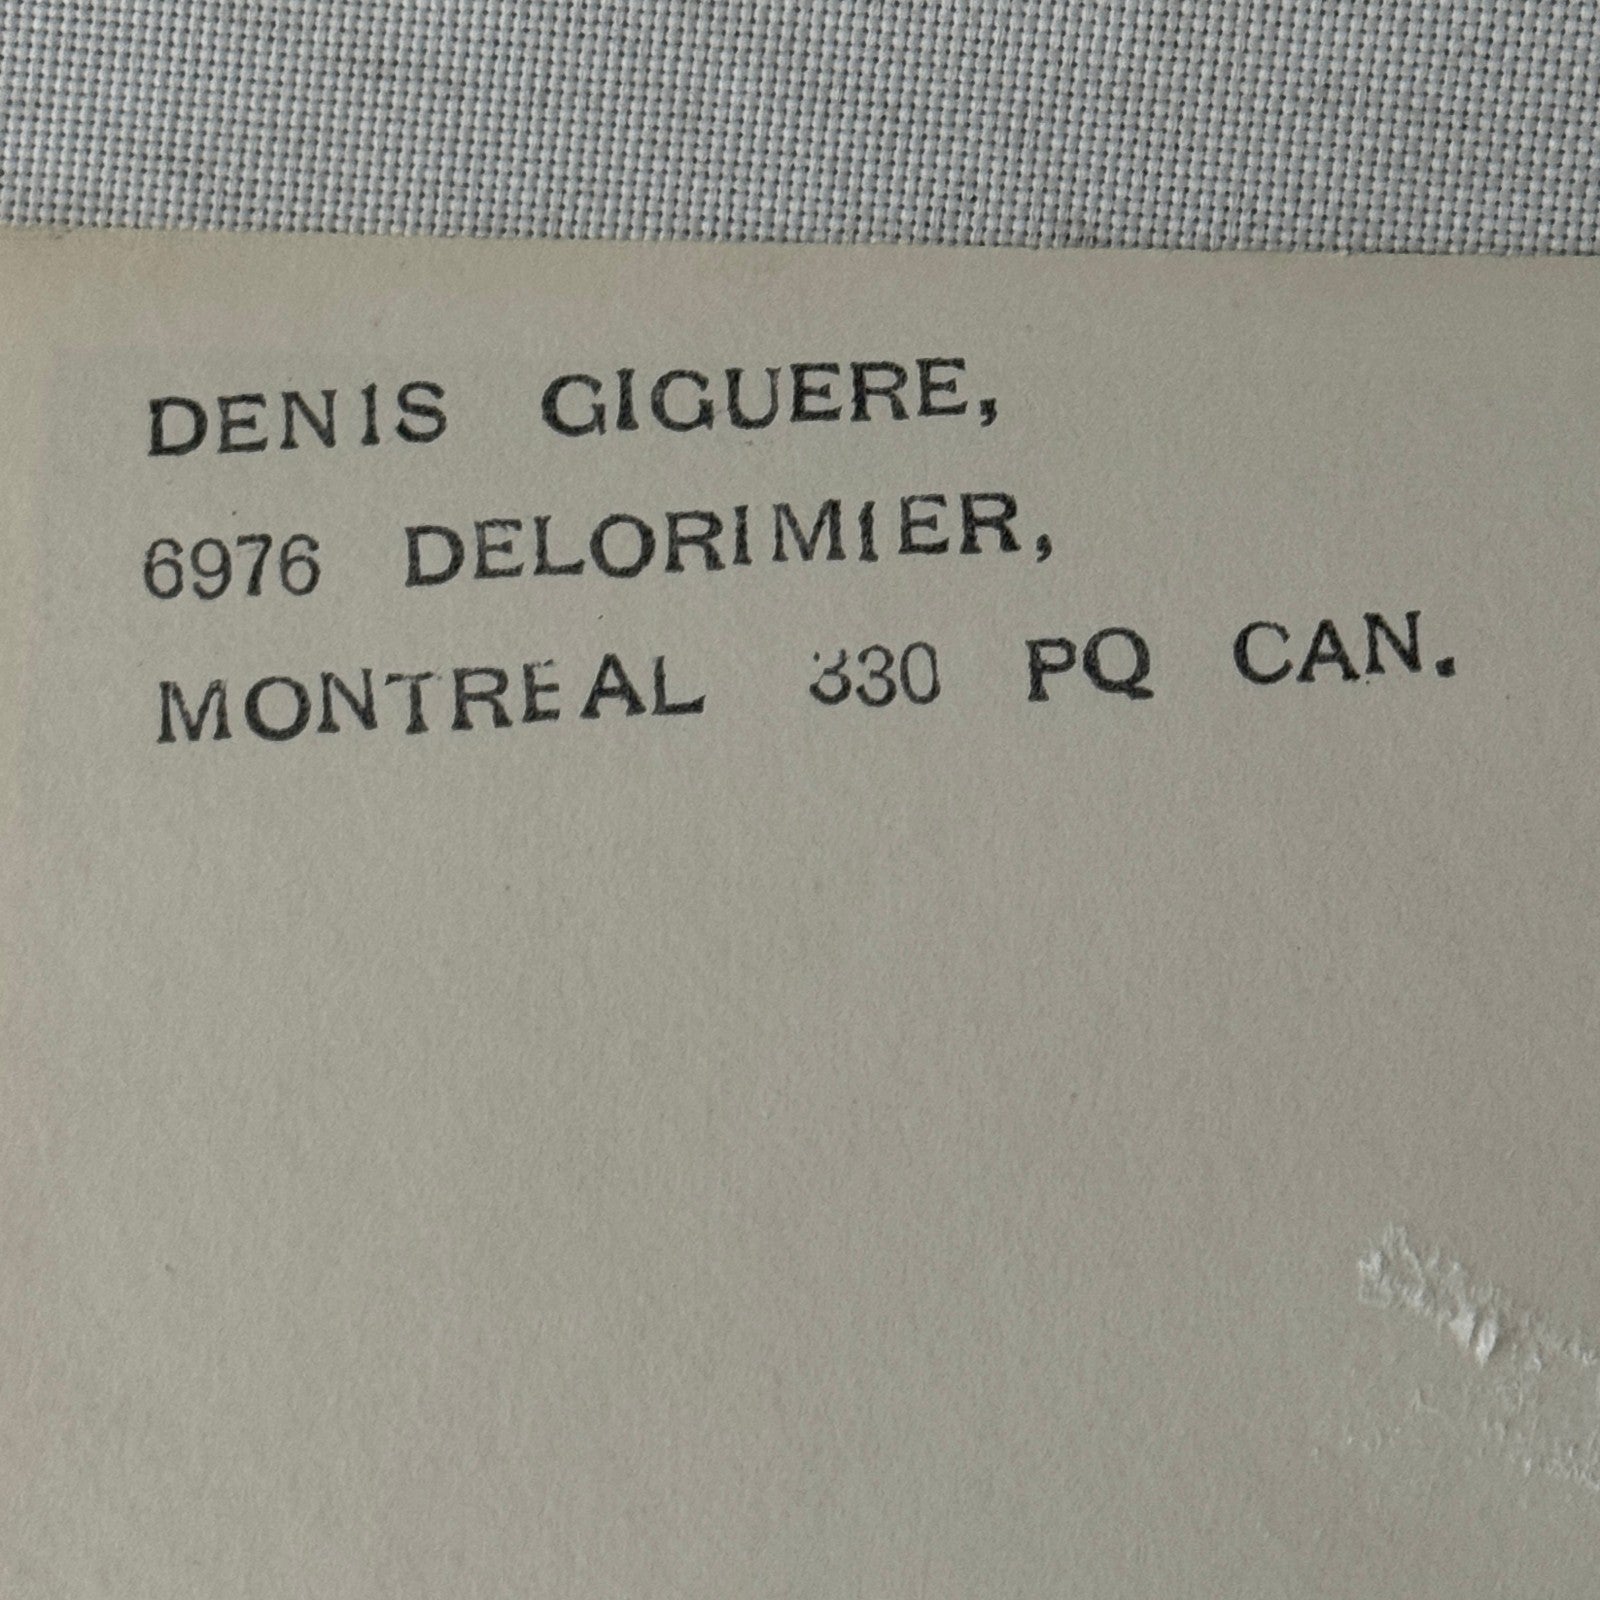 DENIS GIGUERE,
6976 DELORIMIER,
MONTREAL 330 PQ CAN.